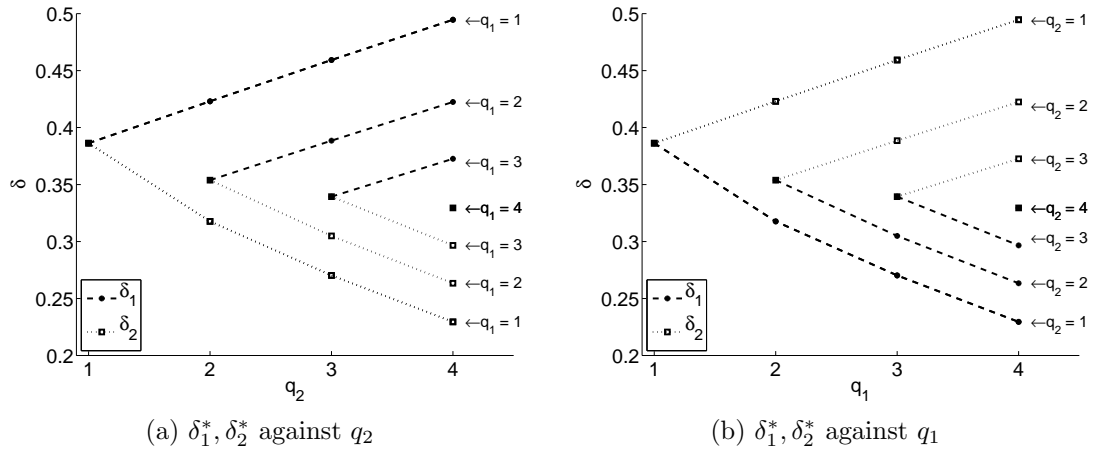 0.5
0.45
0.4
0.35
0.3
0.25
0.2
δ
1
2
3
4
q₂
←q₁ = 1
←q₁ = 2
←q₁ = 3
←q₁ = 4
←q₁ = 3
←q₁ = 2
←q₁ = 1
δ₁
δ₂
(a) δ₁*, δ₂* against q₂
0.5
0.45
0.4
0.35
0.3
0.25
0.2
δ
1
2
3
4
q₁
←q₂ = 1
←q₂ = 2
←q₂ = 3
←q₂ = 4
←q₂ = 3
←q₂ = 2
←q₂ = 1
δ₁
δ₂
(b) δ₁*, δ₂* against q₁